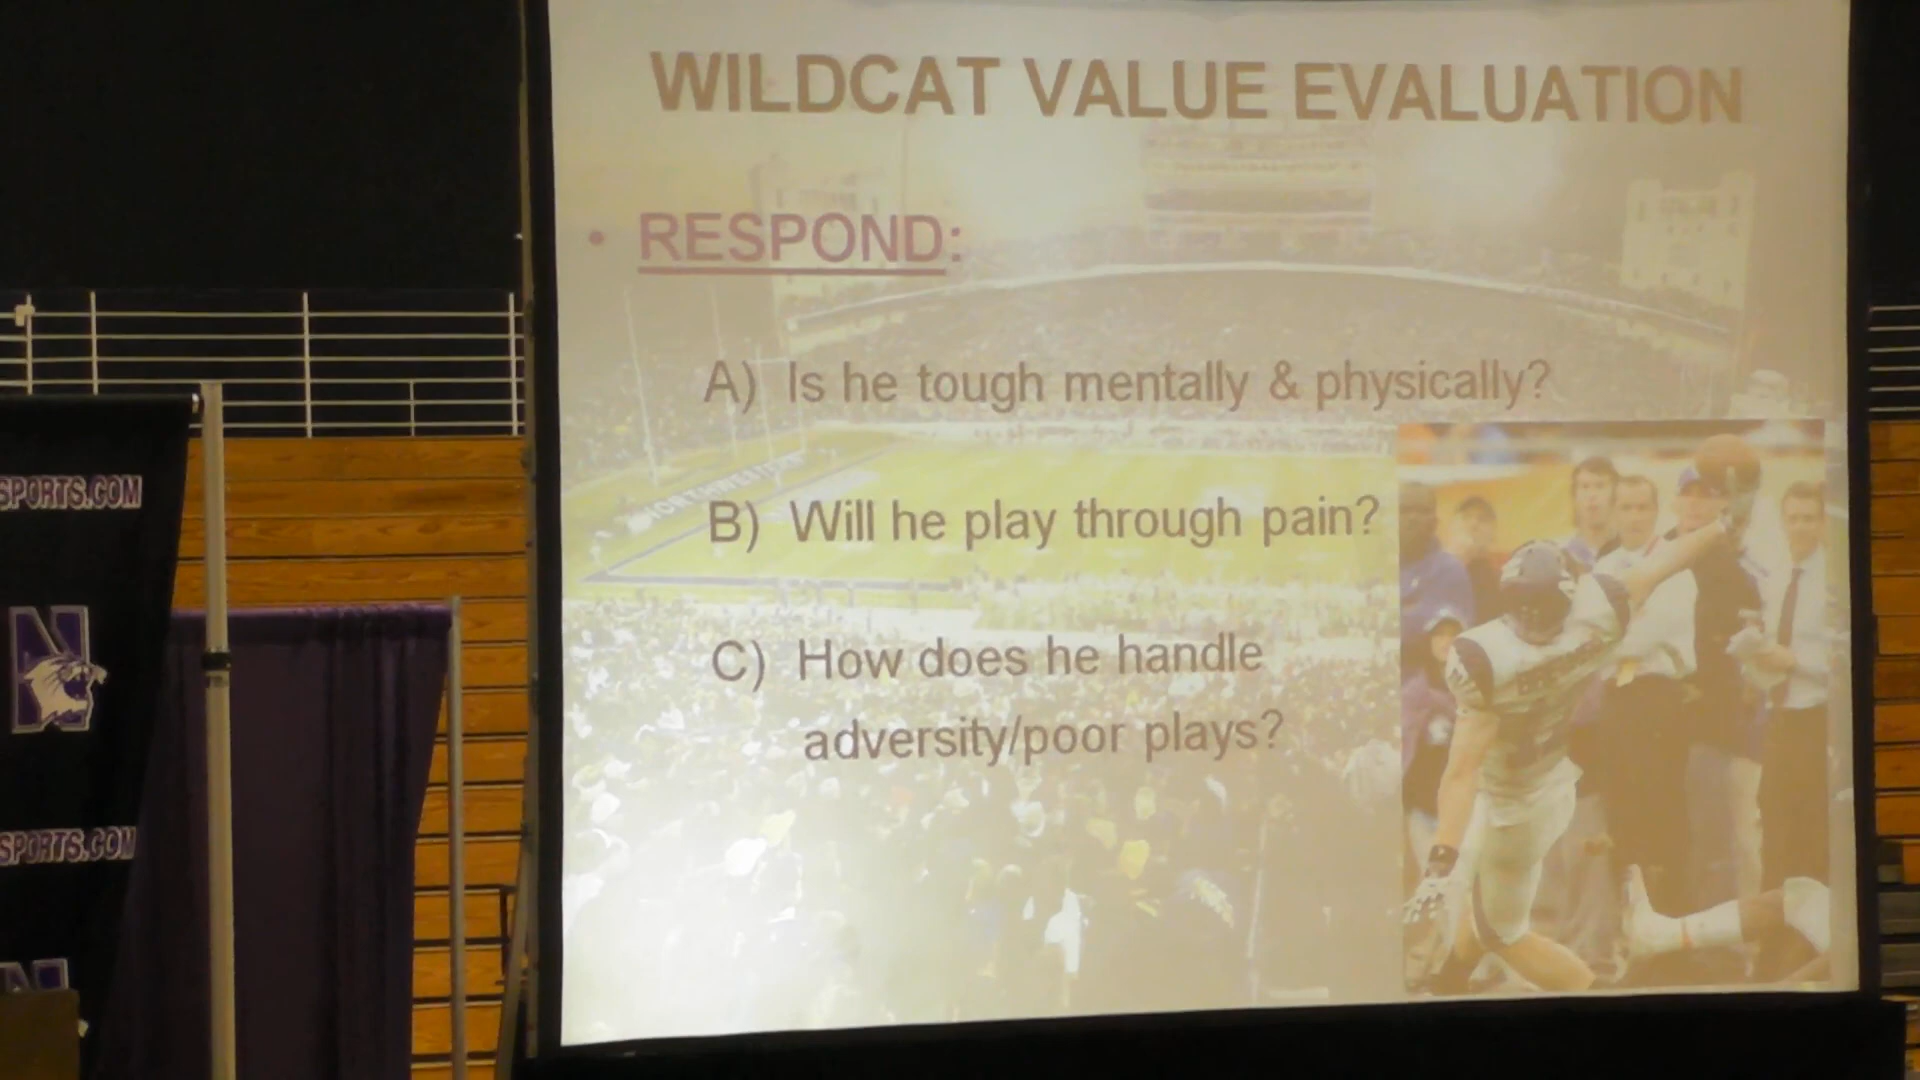 WILDCAT VALUE EVALUATION
• RESPOND:
A) Is he tough mentally & physically?
B) Will he play through pain?
C) How does he handle
adversity/poor plays?
NORTHWESTERN
SPORTS.COM
N
SPORTS.COM
N